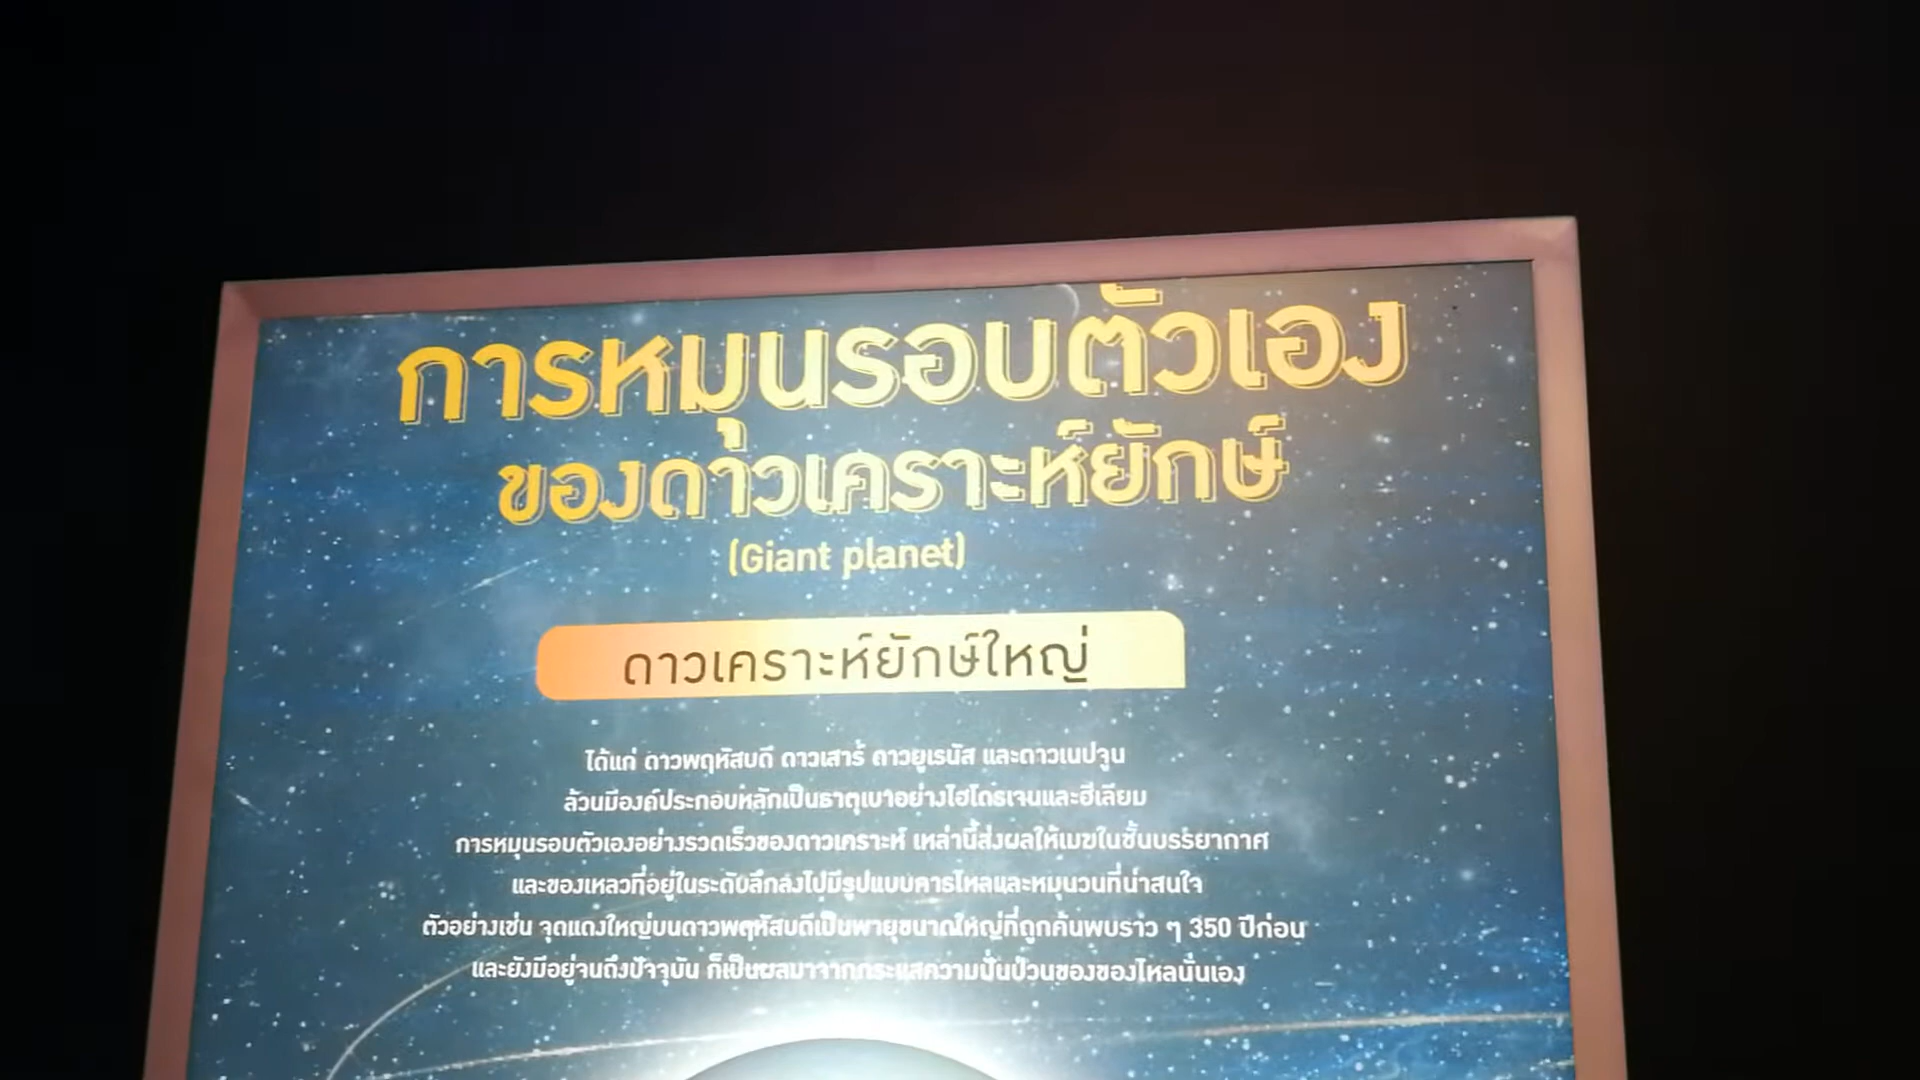 การหมุนรอบตัวเอง
ของดาวเคราะห์ยักษ์
(Giant planet)
ดาวเคราะห์ยักษ์ใหญ่
ได้แก่ ดาวพฤหัสบดี ดาวเสาร์ ดาวยูเรนัส และดาวเนปจูน
ล้วนมีองค์ประกอบหลักเป็นธาตุเบาอย่างไฮโดรเจนและฮีเลียม
การหมุนรอบตัวเองอย่างรวดเร็วของดาวเคราะห์ เหล่านี้ส่งผลให้เมฆในชั้นบรรยากาศ
และของเหลวที่อยู่ในระดับลึกลงไปมีรูปแบบการไหลและหมุนวนที่น่าสนใจ
ตัวอย่างเช่น จุดแดงใหญ่บนดาวพฤหัสบดีเป็นพายุขนาดใหญ่ที่ถูกค้นพบราว ๆ 350 ปีก่อน
และยังมีอยู่จนถึงปัจจุบัน ก็เป็นผลมาจากกระแสความปั่นป่วนของของไหลนั่นเอง